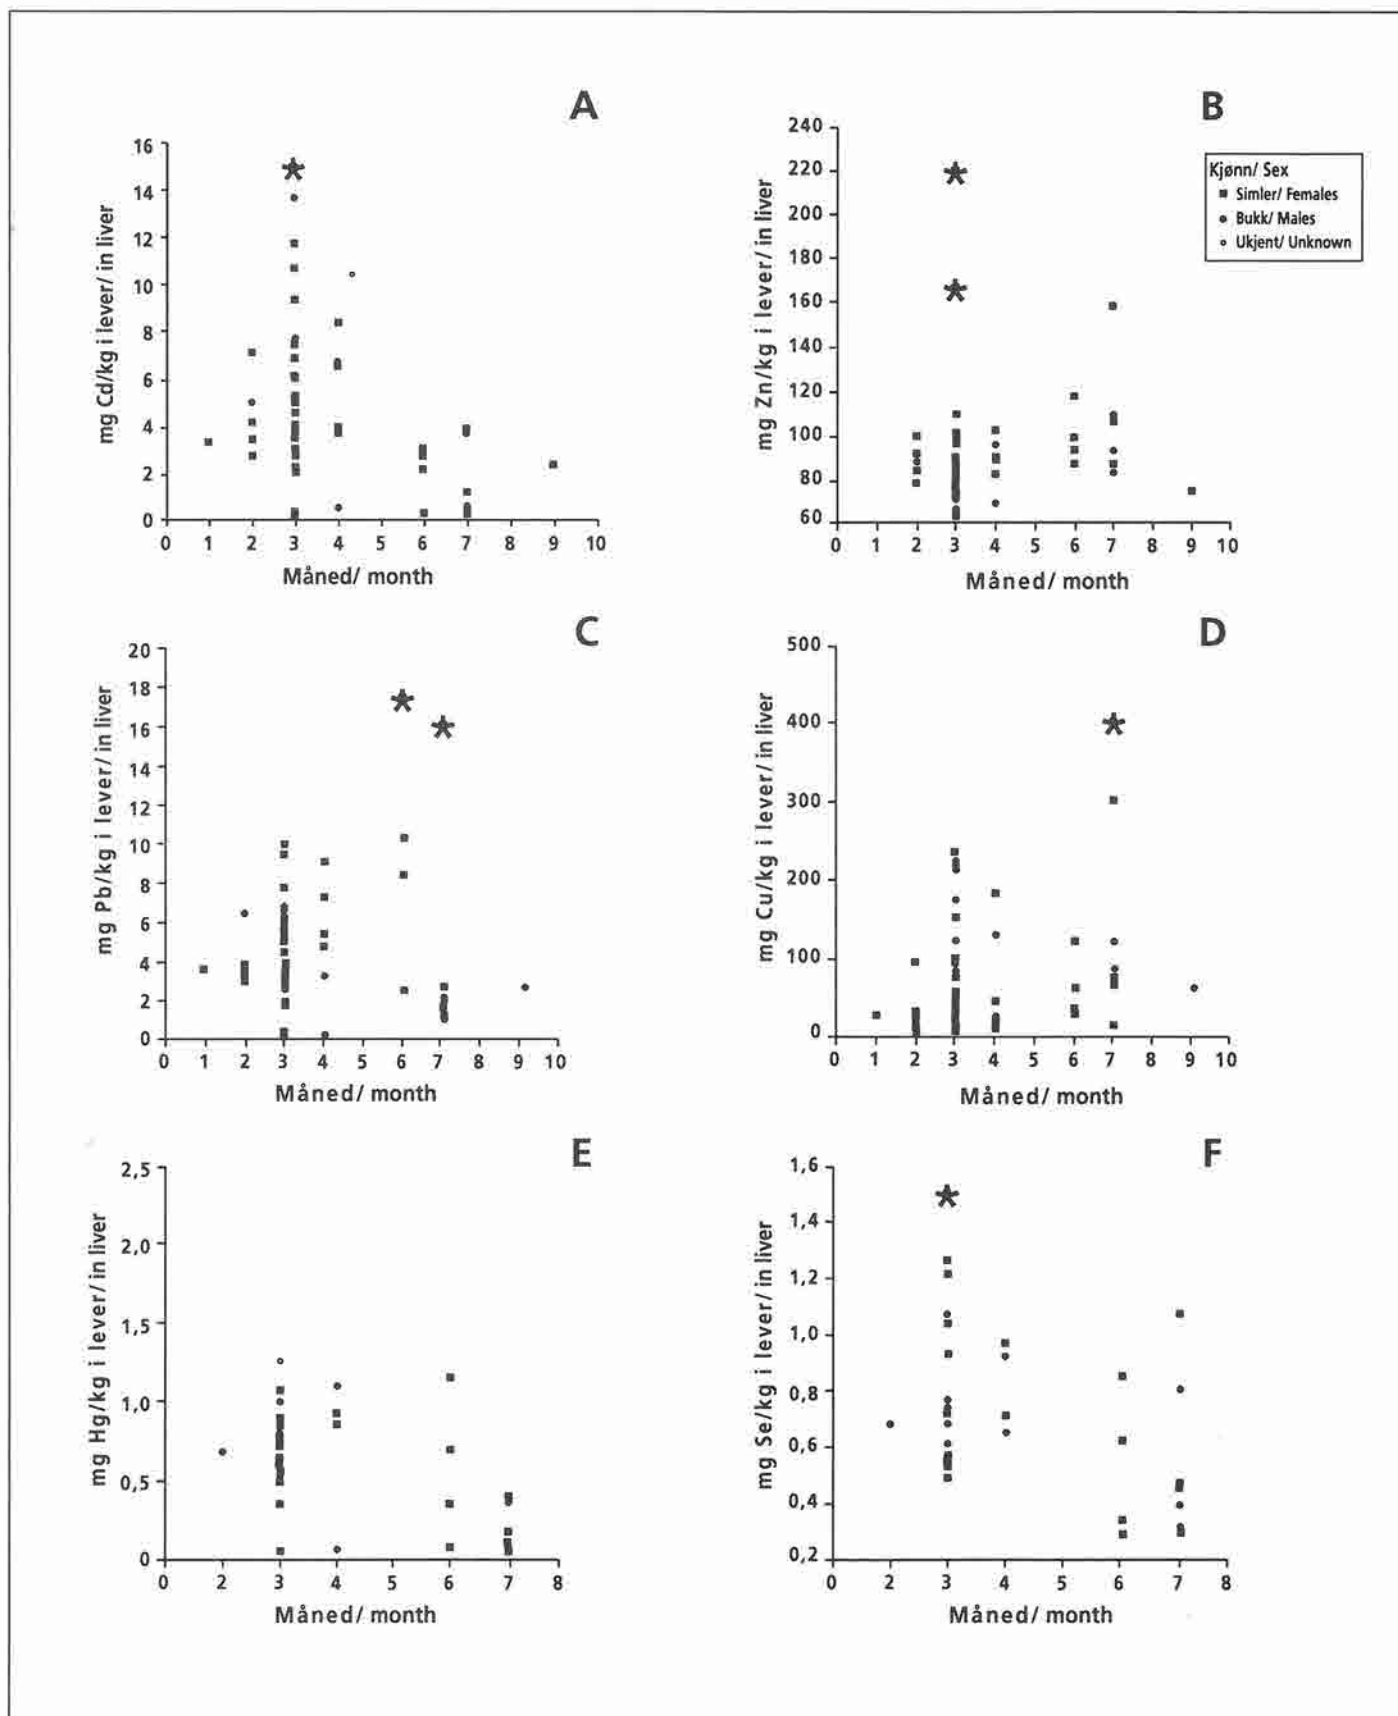 A
mg Cd/kg i lever/ in liver
16
14
12
10
8
6
4
2
0
0 1 2 3 4 5 6 7 8 9 10
Måned/ month
B
mg Zn/kg i lever/ in liver
240
220
200
180
160
140
120
100
80
60
0 1 2 3 4 5 6 7 8 9 10
Måned/ month
Kjønn/ Sex
Simler/ Females
Bukk/ Males
Ukjent/ Unknown
C
mg Pb/kg i lever/ in liver
20
18
16
14
12
10
8
6
4
2
0
0 1 2 3 4 5 6 7 8 9 10
Måned/ month
D
mg Cu/kg i lever/ in liver
500
400
300
200
100
0
0 1 2 3 4 5 6 7 8 9 10
Måned/ month
E
mg Hg/kg i lever/ in liver
2,5
2,0
1,5
1,0
0,5
0
0 2 3 4 5 6 7 8
Måned/ month
F
mg Se/kg i lever/ in liver
1,6
1,4
1,2
1,0
0,8
0,6
0,4
0,2
0 2 3 4 5 6 7 8
Måned/ month